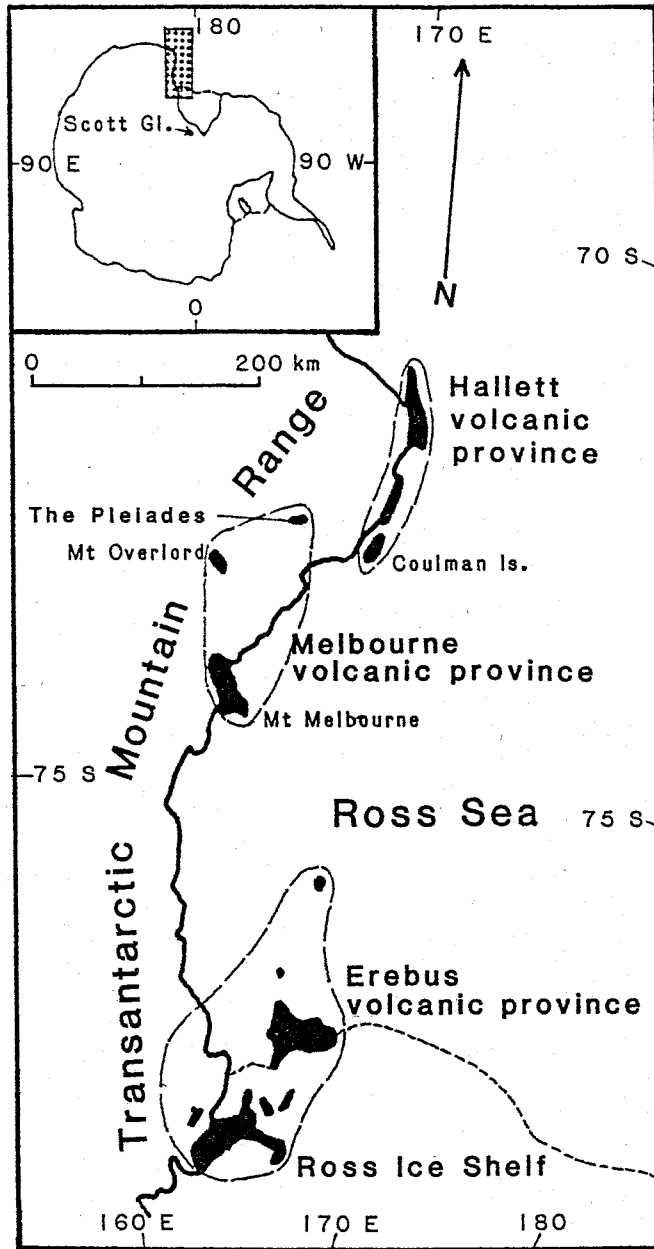 180
Scott Gl.
90 E
90 W
0
170 E
70 S
N
0 200 km
Hallett
volcanic
province
Range
The Pleiades
Mt Overlord
Coulman Is.
Mountain
Melbourne
volcanic province
Mt Melbourne
75 S
Ross Sea
75 S
Transantarctic
Erebus
volcanic province
Ross Ice Shelf
160 E
170 E
180